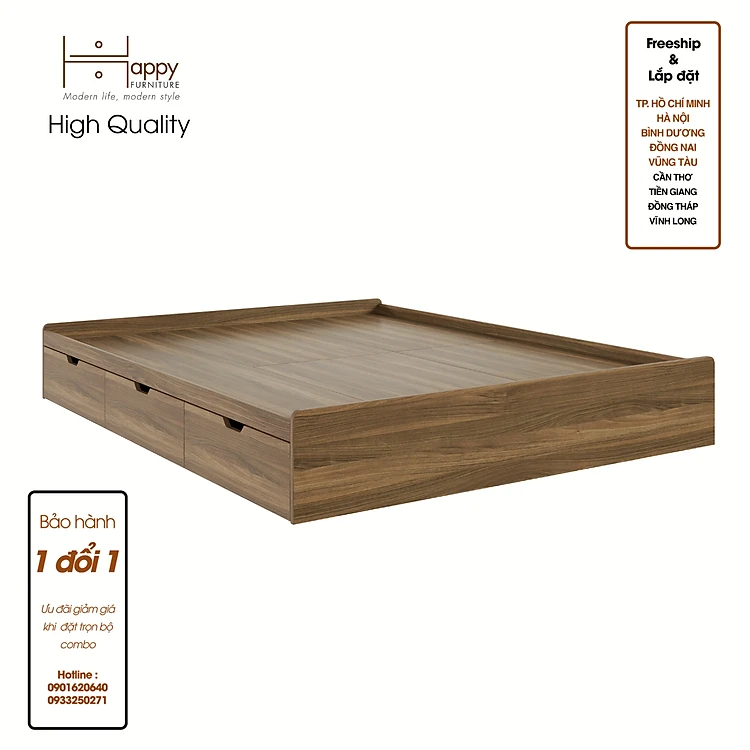 Happy
FURNITURE
Modern life, modern style
High Quality
Freeship
&
Lắp đặt
TP. HỒ CHÍ MINH
HÀ NỘI
BÌNH DƯƠNG
ĐỒNG NAI
VŨNG TÀU
CẦN THƠ
TIỀN GIANG
ĐỒNG THÁP
VĨNH LONG
Bảo hành
1 đổi 1
Ưu đãi giảm giá
khi đặt trọn bộ
combo
Hotline :
0901620640
0933250271